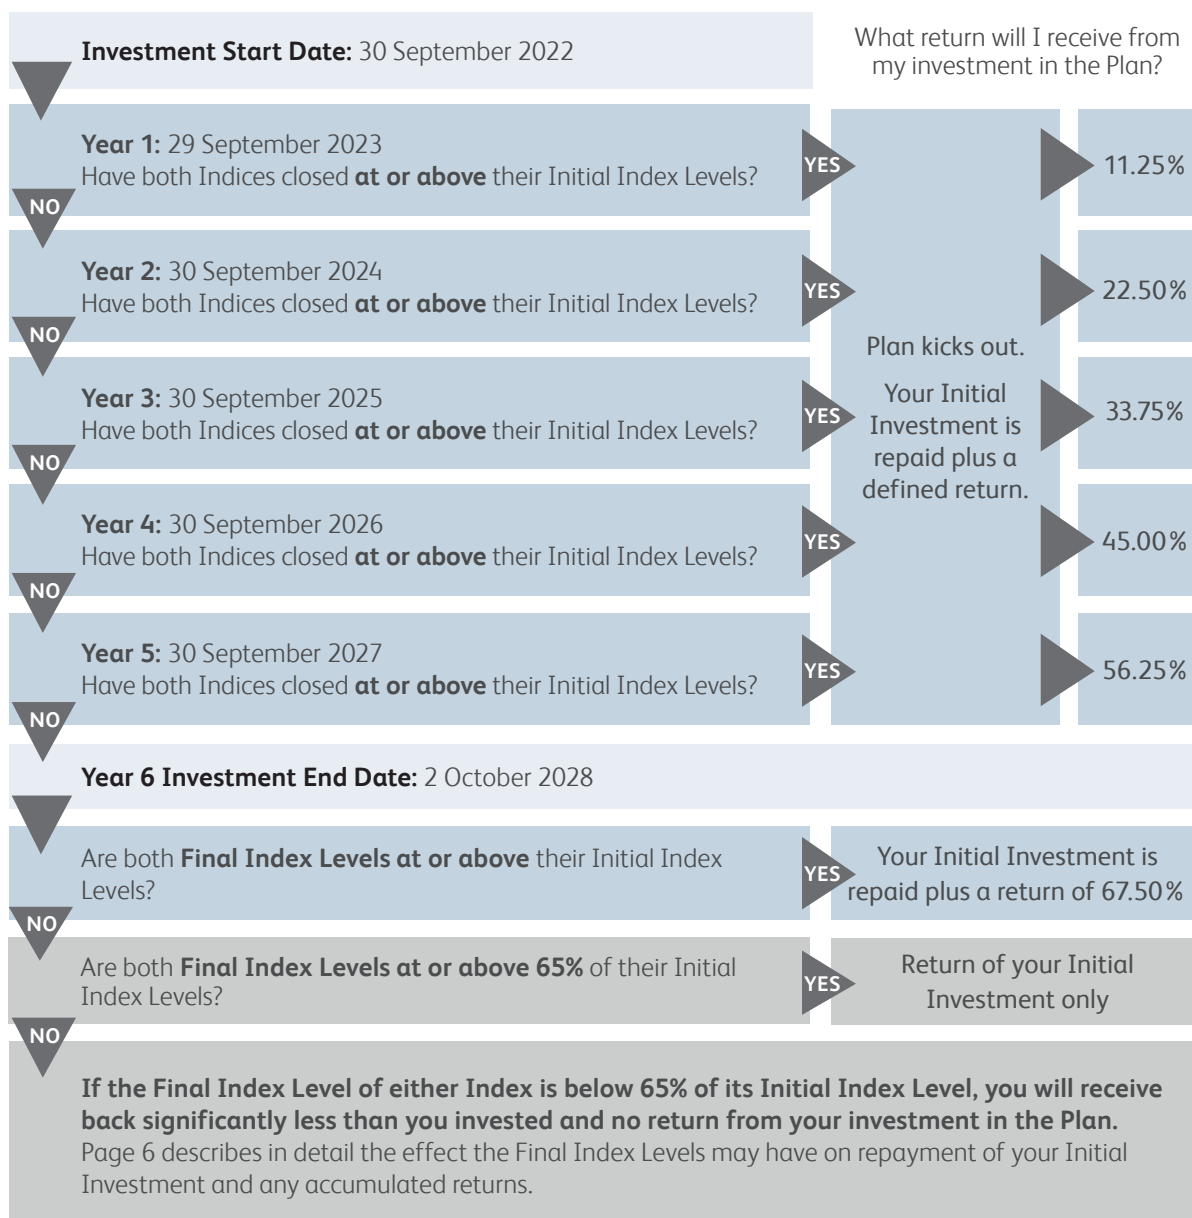 Investment Start Date: 30 September 2022
What return will I receive from
my investment in the Plan?
Year 1: 29 September 2023
Have both Indices closed at or above their Initial Index Levels?
YES
11.25%
NO
Year 2: 30 September 2024
Have both Indices closed at or above their Initial Index Levels?
YES
22.50%
NO
Year 3: 30 September 2025
Have both Indices closed at or above their Initial Index Levels?
YES
33.75%
NO
Year 4: 30 September 2026
Have both Indices closed at or above their Initial Index Levels?
YES
45.00%
NO
Year 5: 30 September 2027
Have both Indices closed at or above their Initial Index Levels?
YES
56.25%
NO
Plan kicks out.
Your Initial
Investment is
repaid plus a
defined return.
Year 6 Investment End Date: 2 October 2028
Are both Final Index Levels at or above their Initial Index
Levels?
YES
Your Initial Investment is
repaid plus a return of 67.50%
NO
Are both Final Index Levels at or above 65% of their Initial
Index Levels?
YES
Return of your Initial
Investment only
NO
If the Final Index Level of either Index is below 65% of its Initial Index Level, you will receive
back significantly less than you invested and no return from your investment in the Plan.
Page 6 describes in detail the effect the Final Index Levels may have on repayment of your Initial
Investment and any accumulated returns.